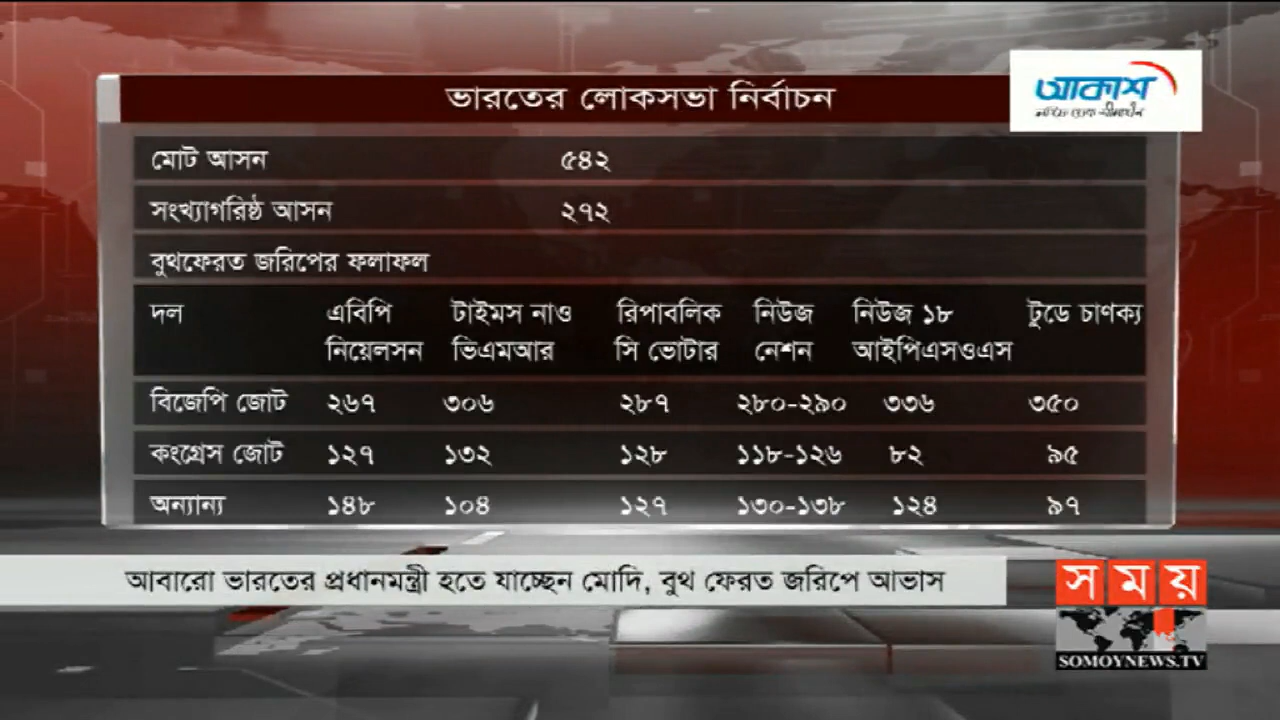 ভারতের লোকসভা নির্বাচন
আকাশ
মোট আসন ৫৪২
সংখ্যাগরিষ্ঠ আসন ২৭২
বুথফেরত জরিপের ফলাফল
দল এবিপি টাইমস নাও রিপাবলিক নিউজ নিউজ ১৮ টুডে চাণক্য
নিয়েলসন ভিএমআর সি ভোটার নেশন আইপিএসওএস
বিজেপি জোট ২৬৭ ৩০৬ ২৮৭ ২৮০-২৯০ ৩৩৬ ৩৫০
কংগ্রেস জোট ১২৭ ১৩২ ১২৮ ১১৮-১২৬ ৮২ ৯৫
অন্যান্য ১৪৮ ১০৪ ১২৭ ১৩০-১৩৮ ১২৪ ৯৭
আবারো ভারতের প্রধানমন্ত্রী হতে যাচ্ছেন মোদি, বুথ ফেরত জরিপে আভাস
সময়
SOMOYNEWS.TV